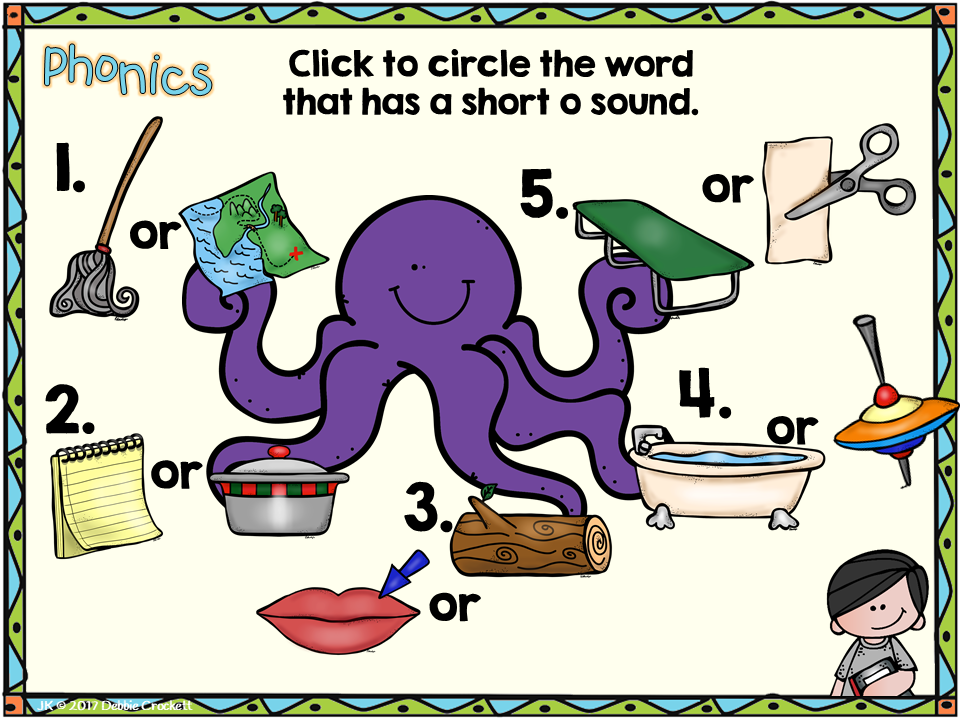 Phonics
Click to circle the word
that has a short o sound.
1.
or
5.
or
2.
or
4.
or
3.
or
JK © 2017 Debbie Crockett